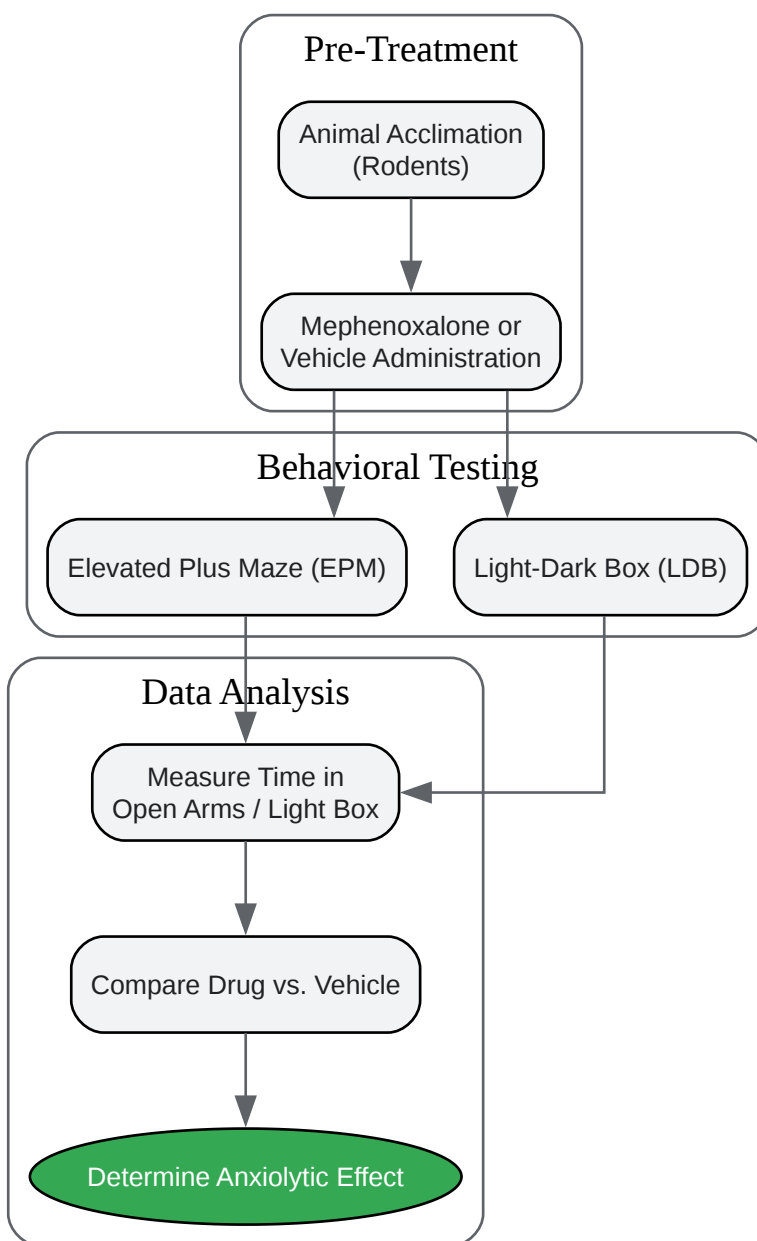 Pre-Treatment
Animal Acclimation
(Rodents)
Mephenoxalone or
Vehicle Administration
Behavioral Testing
Elevated Plus Maze (EPM)
Light-Dark Box (LDB)
Data Analysis
Measure Time in
Open Arms / Light Box
Compare Drug vs. Vehicle
Determine Anxiolytic Effect